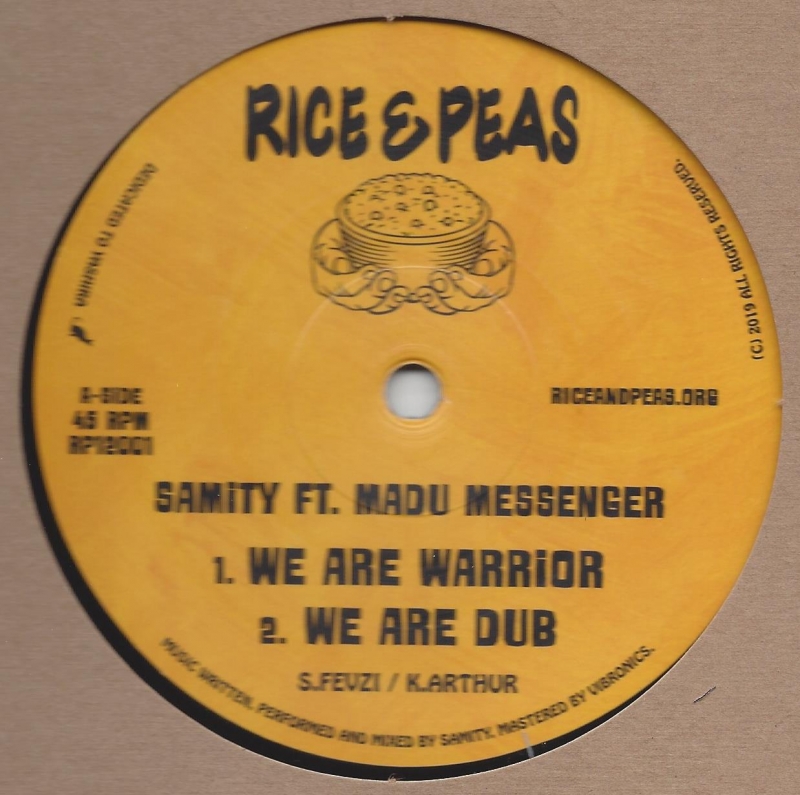 RICE & PEAS
DEDICATED TO YASHIKA
(C) 2019 ALL RIGHTS RESERVED.
A-SIDE
45 RPM
RP12001
RICEANDPEAS.ORG
SAMiTY FT. MADU MESSENGER
1. WE ARE WARRiOR
2. WE ARE DUB
S.FEVZI / K.ARTHUR
MUSIC WRITTEN, PERFORMED AND MIXED BY SAMITY. MASTERED BY VIBRONICS.